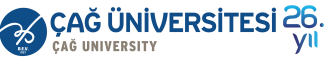 ÇAĞ ÜNİVERSİTESİ 26.
ÇAĞ UNIVERSITY yıl
B.E.V.